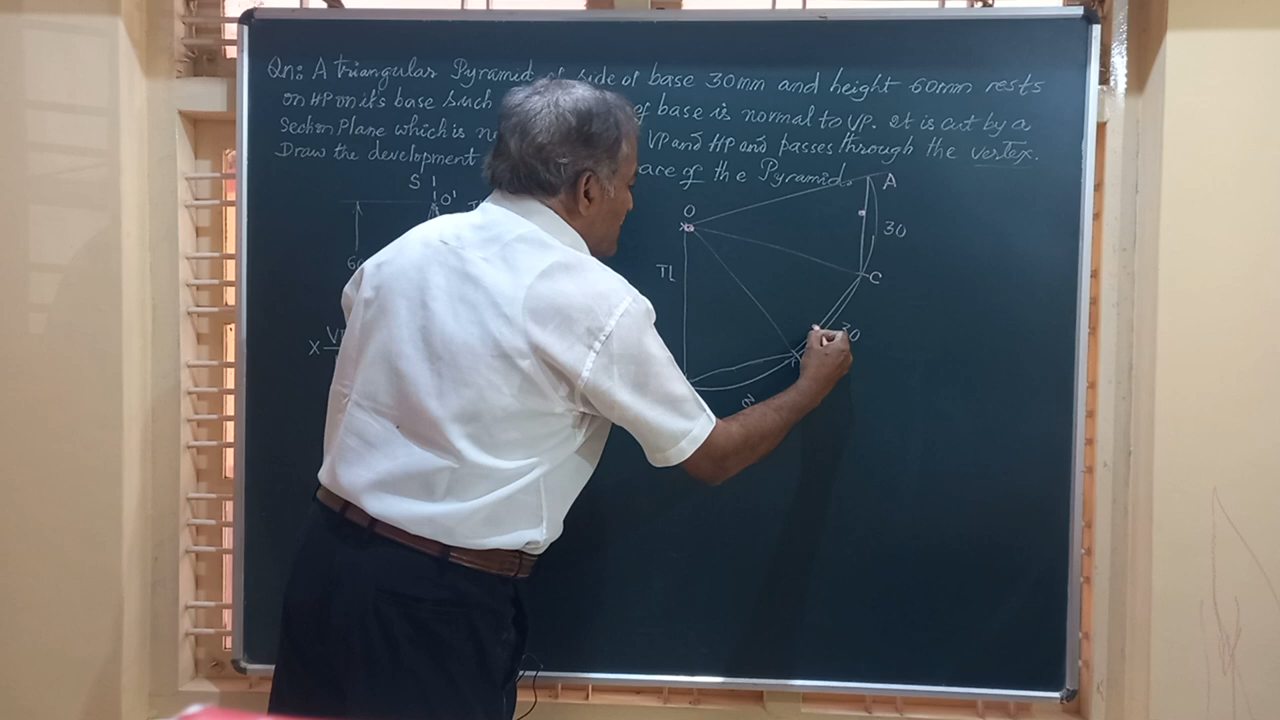 Qn: A triangular Pyramid of side of base 30mm and height 60mm rests
on HP on its base such of base is normal to VP. It is cut by a
Section Plane which is VP and HP and passes through the vertex.
Draw the development of the Pyramid.
S O' A
O
30
TL
60
C
30
X